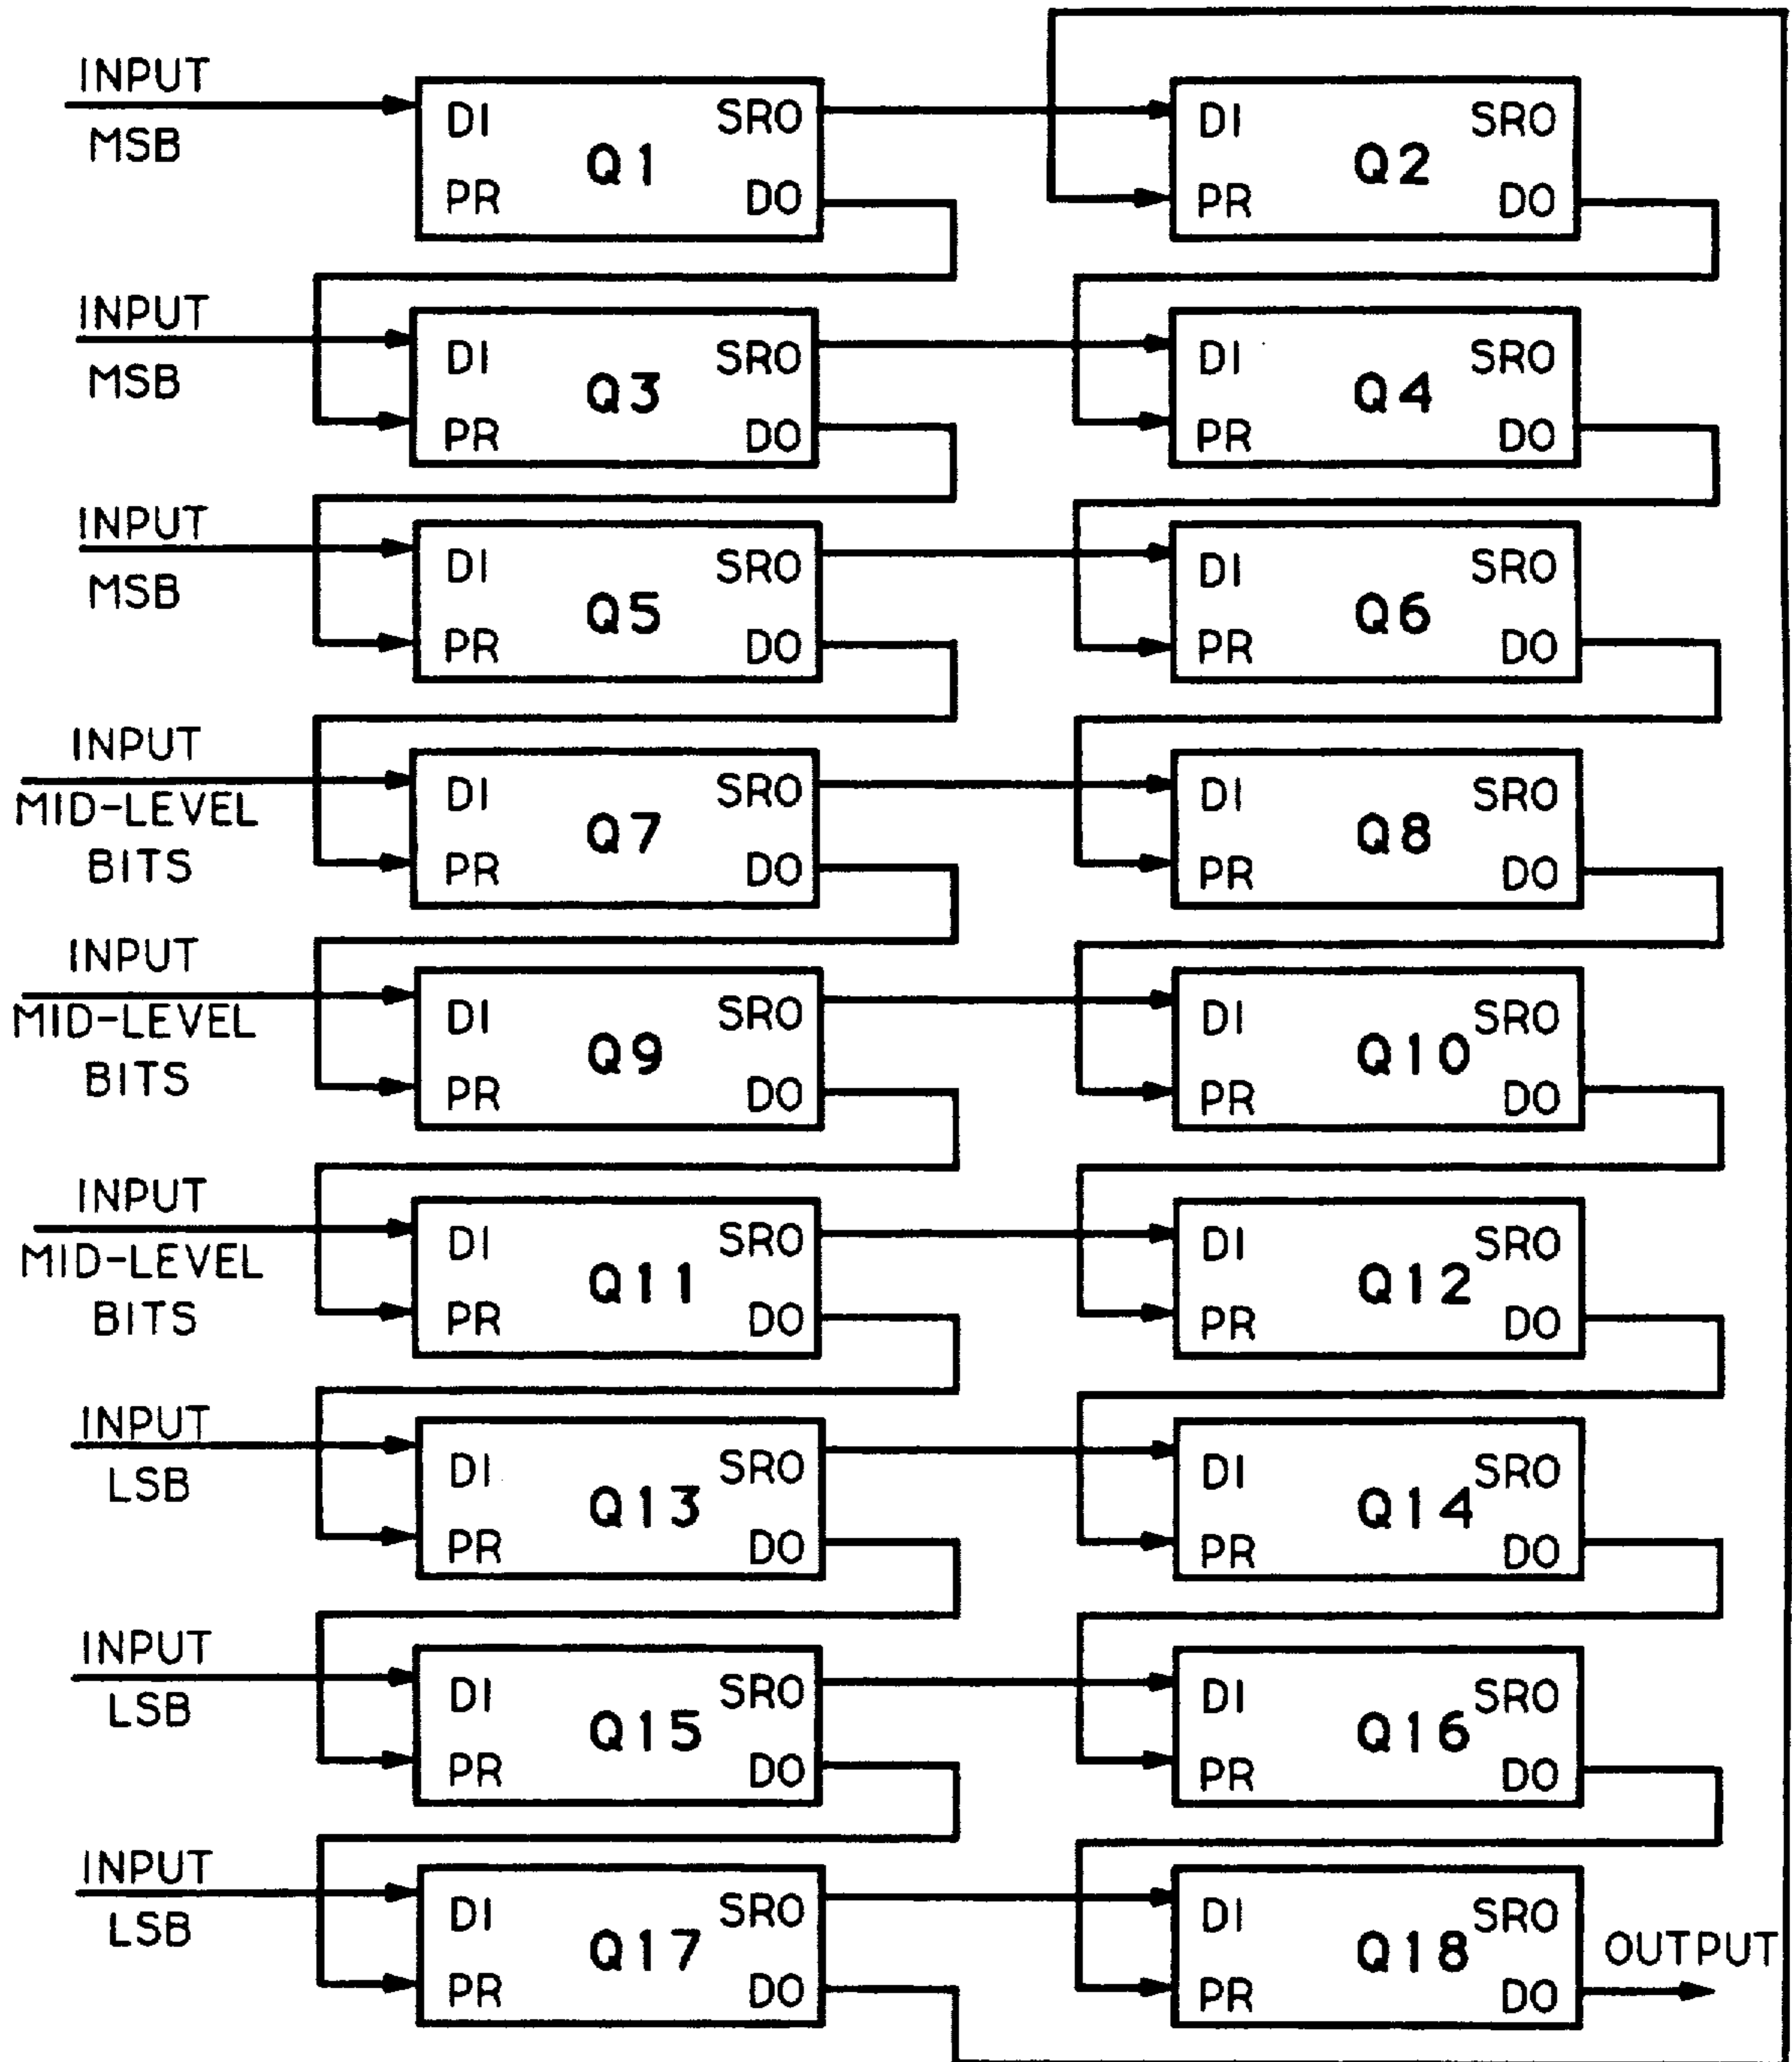 INPUT
MSB
DI SRO
Q1
PR DO
DI SRO
Q2
PR DO
INPUT
MSB
DI SRO
Q3
PR DO
DI SRO
Q4
PR DO
INPUT
MSB
DI SRO
Q5
PR DO
DI SRO
Q6
PR DO
INPUT
MID-LEVEL
BITS
DI SRO
Q7
PR DO
DI SRO
Q8
PR DO
INPUT
MID-LEVEL
BITS
DI SRO
Q9
PR DO
DI SRO
Q10
PR DO
INPUT
MID-LEVEL
BITS
DI SRO
Q11
PR DO
DI SRO
Q12
PR DO
INPUT
LSB
DI SRO
Q13
PR DO
DI SRO
Q14
PR DO
INPUT
LSB
DI SRO
Q15
PR DO
DI SRO
Q16
PR DO
INPUT
LSB
DI SRO
Q17
PR DO
DI SRO
Q18
PR DO
OUTPUT